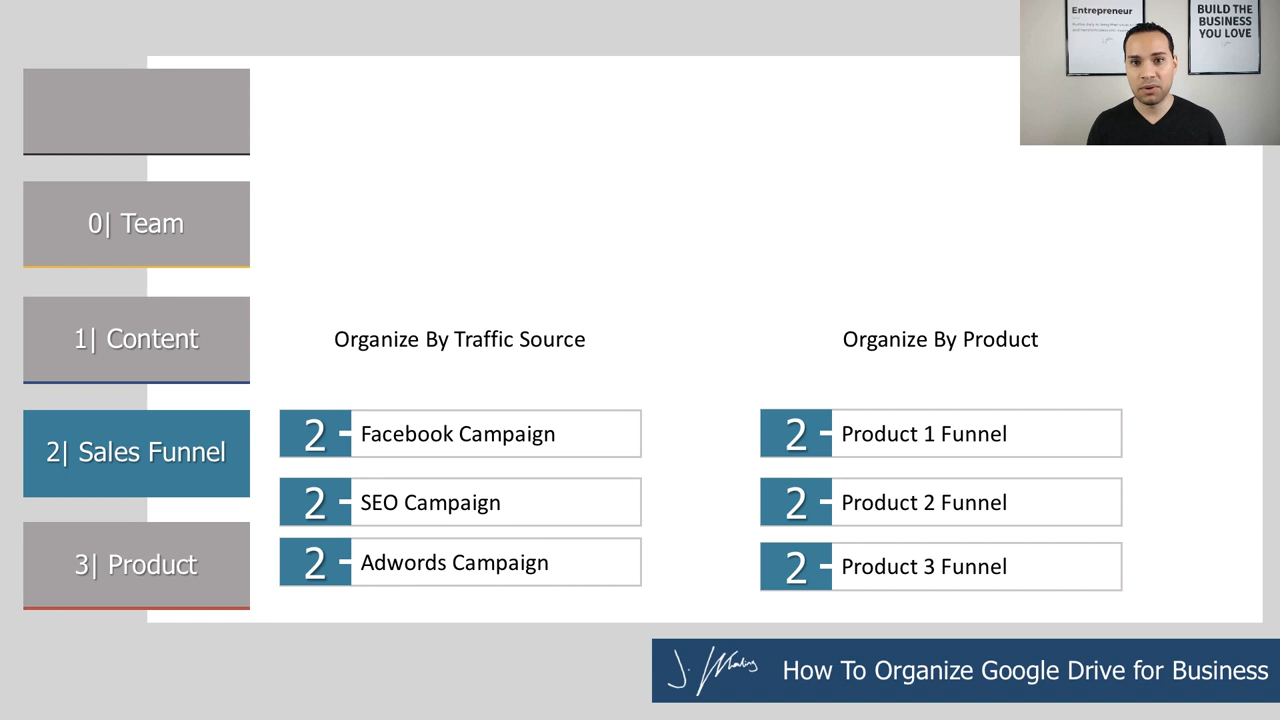 Entrepreneur
BUILD THE
BUSINESS
YOU LOVE
0| Team
1| Content
2| Sales Funnel
3| Product
Organize By Traffic Source
2 - Facebook Campaign
2 - SEO Campaign
2 - Adwords Campaign
Organize By Product
2 - Product 1 Funnel
2 - Product 2 Funnel
2 - Product 3 Funnel
How To Organize Google Drive for Business